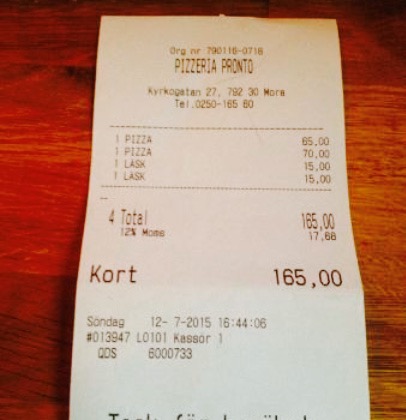 Org nr 790116-0716
PIZZERIA PRONTO
Kyrkogatan 27, 792 30 Mora
Tel.0250-165 60
1 PIZZA 65,00
1 PIZZA 70,00
1 LÄSK 15,00
1 LÄSK 15,00
4 Total 165,00
12% Moms 17,68
Kort 165,00
Söndag 12- 7-2015 16:44:06
#013947 L0101 Kassör 1
QDS 6000733